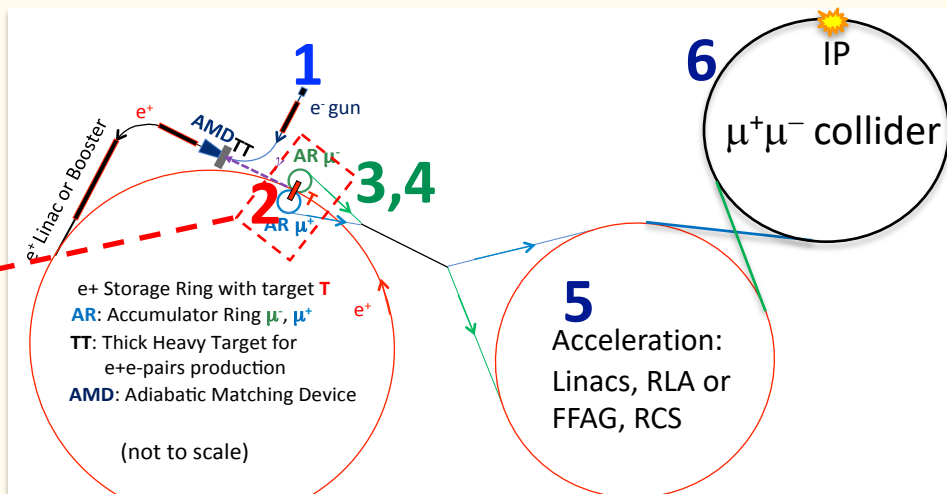 1
e⁻ gun
e⁺
AMD
TT
e⁺ Linac or Booster
γ
AR μ⁻
T
2
AR μ⁺
3,4
e⁺
e+ Storage Ring with target T
AR: Accumulator Ring μ⁻, μ⁺
TT: Thick Heavy Target for
e+e-pairs production
AMD: Adiabatic Matching Device
(not to scale)
5
Acceleration:
Linacs, RLA or
FFAG, RCS
6
IP
μ⁺μ⁻ collider